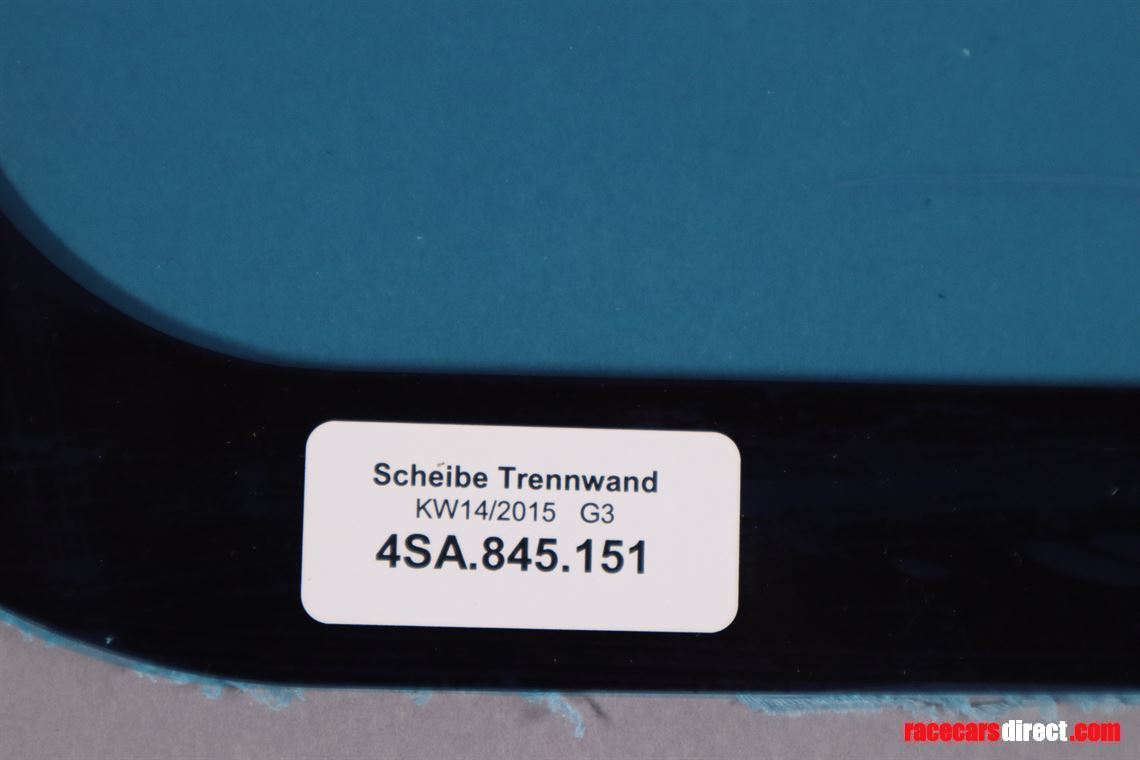 Scheibe Trennwand
KW14/2015 G3
4SA.845.151
racecarsdirect.com